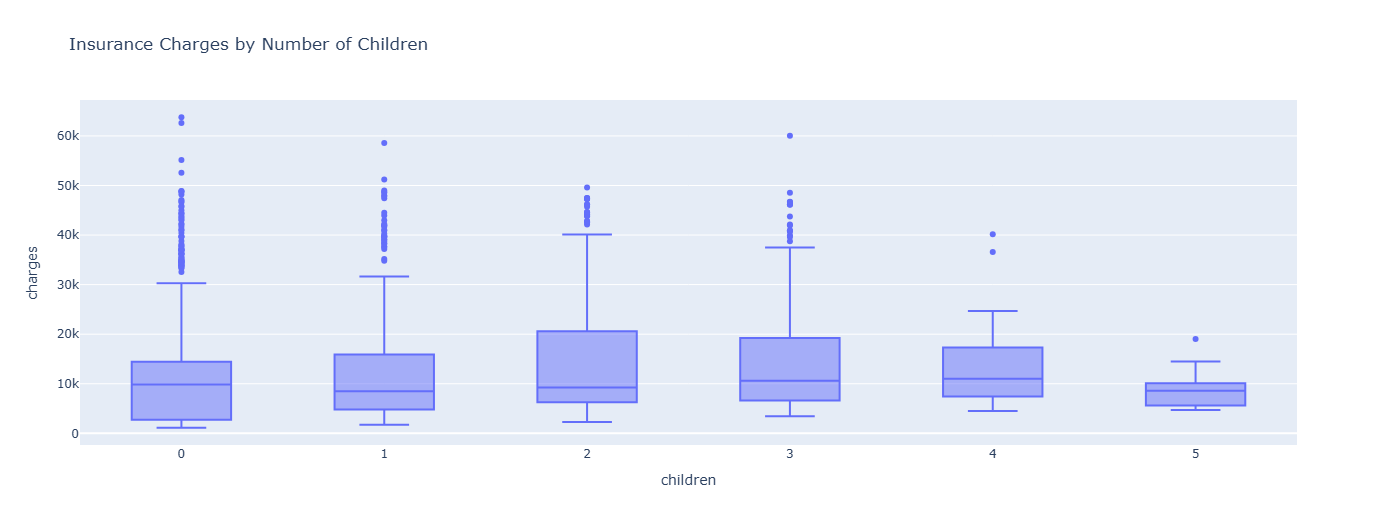 Insurance Charges by Number of Children
60k
50k
40k
30k
20k
10k
0
charges
0 1 2 3 4 5
children